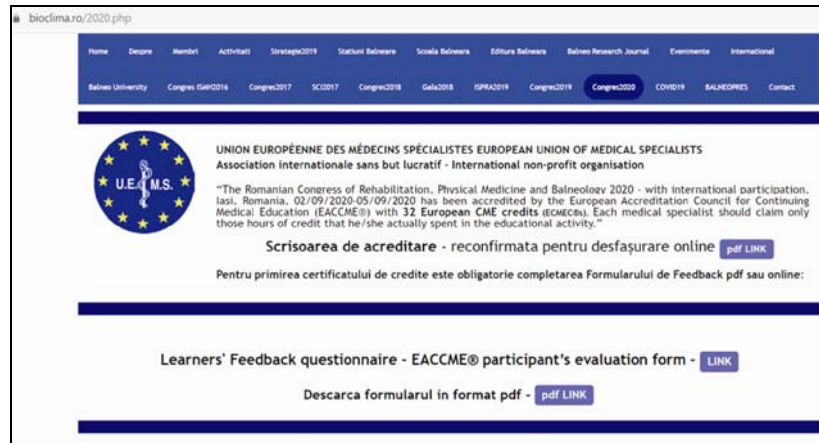 bioclima.ro/2020.php
Home Despre Membri Activitati Strategie2019 Statiuni Balneare Scoala Balneara Editura Balneara Balneo Research Journal Evenimente International
Balneo University Congres ISMH2016 Congres2017 SCI2017 Congres2018 Gala2018 ISPRA2019 Congres2019 Congres2020 COVID19 BALNEOPRES Contact
U.E.M.S.
UNION EUROPÉENNE DES MÉDECINS SPÉCIALISTES EUROPEAN UNION OF MEDICAL SPECIALISTS
Association internationale sans but lucratif - International non-profit organisation
“The Romanian Congress of Rehabilitation, Physical Medicine and Balneology 2020 - with international participation,
Iasi, Romania, 02/09/2020-05/09/2020 has been accredited by the European Accreditation Council for Continuing
Medical Education (EACCME®) with 32 European CME credits (ECMEC®s). Each medical specialist should claim only
those hours of credit that he/she actually spent in the educational activity.”
Scrisoarea de acreditare - reconfirmata pentru desfașurare online pdf LINK
Pentru primirea certificatului de credite este obligatorie completarea Formularului de Feedback pdf sau online:
Learners' Feedback questionnaire - EACCME® participant’s evaluation form - LINK
Descarca formularul in format pdf - pdf LINK